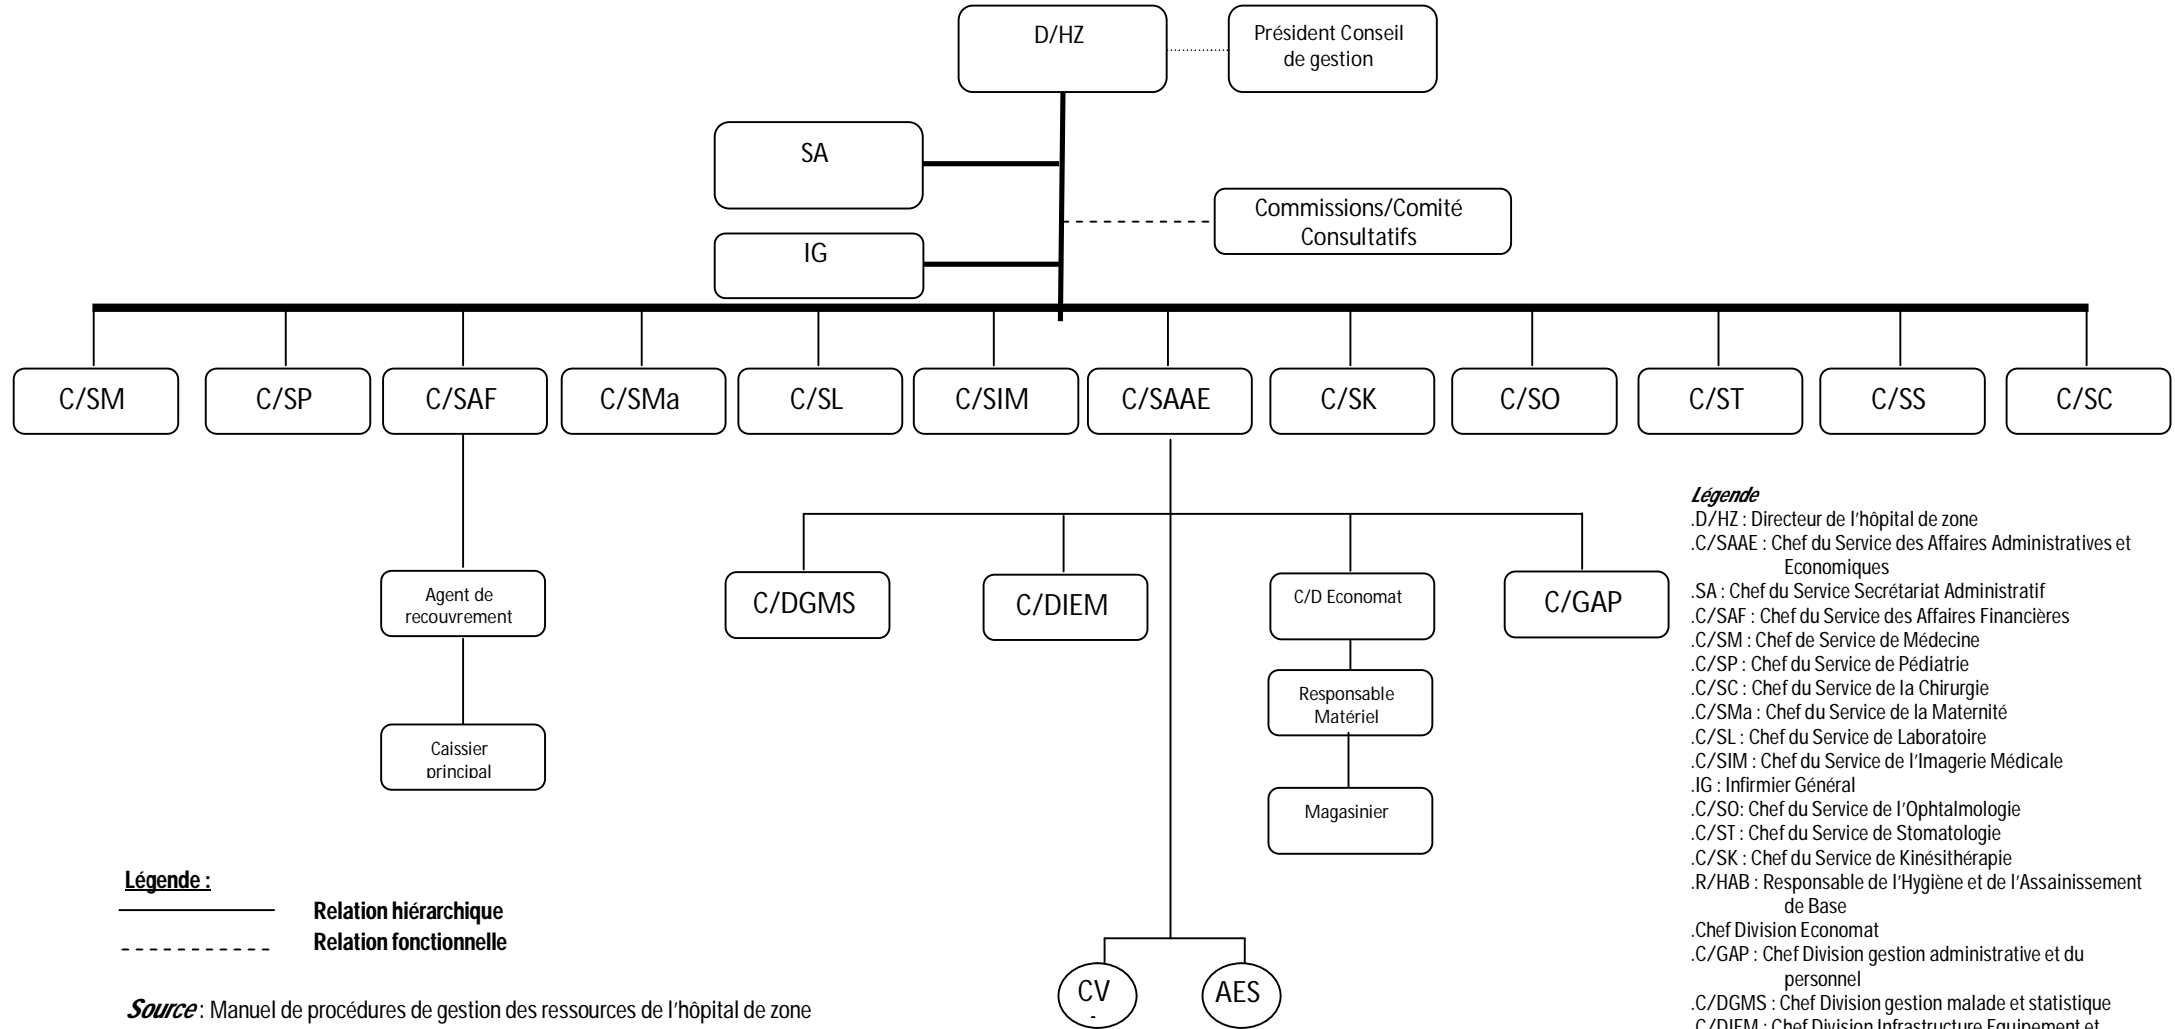 D/HZ
Président Conseil
de gestion
SA
Commissions/Comité
Consultatifs
IG
C/SM
C/SP
C/SAF
C/SMa
C/SL
C/SIM
C/SAAE
C/SK
C/SO
C/ST
C/SS
C/SC
Agent de
recouvrement
C/DGMS
C/DIEM
C/D Economat
C/GAP
Responsable
Matériel
Caissier
principal
Magasinier
CV
AES
Légende :
Relation hiérarchique
Relation fonctionnelle
Source : Manuel de procédures de gestion des ressources de l'hôpital de zone
Légende
.D/HZ : Directeur de l'hôpital de zone
.C/SAAE : Chef du Service des Affaires Administratives et
Economiques
.SA : Chef du Service Secrétariat Administratif
.C/SAF : Chef du Service des Affaires Financières
.C/SM : Chef de Service de Médecine
.C/SP : Chef du Service de Pédiatrie
.C/SC : Chef du Service de la Chirurgie
.C/SMa : Chef du Service de la Maternité
.C/SL : Chef du Service de Laboratoire
.C/SIM : Chef du Service de l'Imagerie Médicale
.IG : Infirmier Général
.C/SO: Chef du Service de l'Ophtalmologie
.C/ST : Chef du Service de Stomatologie
.C/SK : Chef du Service de Kinésithérapie
.R/HAB : Responsable de l'Hygiène et de l'Assainissement
de Base
.Chef Division Economat
.C/GAP : Chef Division gestion administrative et du
personnel
.C/DGMS : Chef Division gestion malade et statistique
.C/DIEM : Chef Division Infrastructure Equipement et